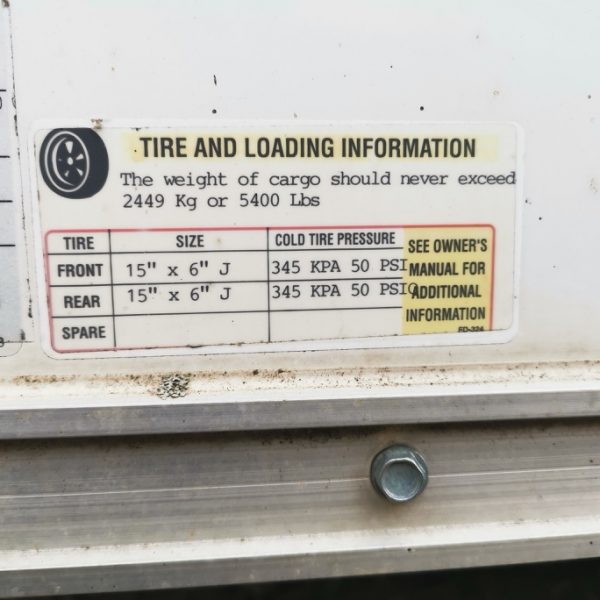 TIRE AND LOADING INFORMATION
The weight of cargo should never exceed
2449 Kg or 5400 Lbs
TIRE SIZE COLD TIRE PRESSURE
FRONT 15" x 6" J 345 KPA 50 PSI
REAR 15" x 6" J 345 KPA 50 PSI
SPARE
SEE OWNER'S
MANUAL FOR
ADDITIONAL
INFORMATION